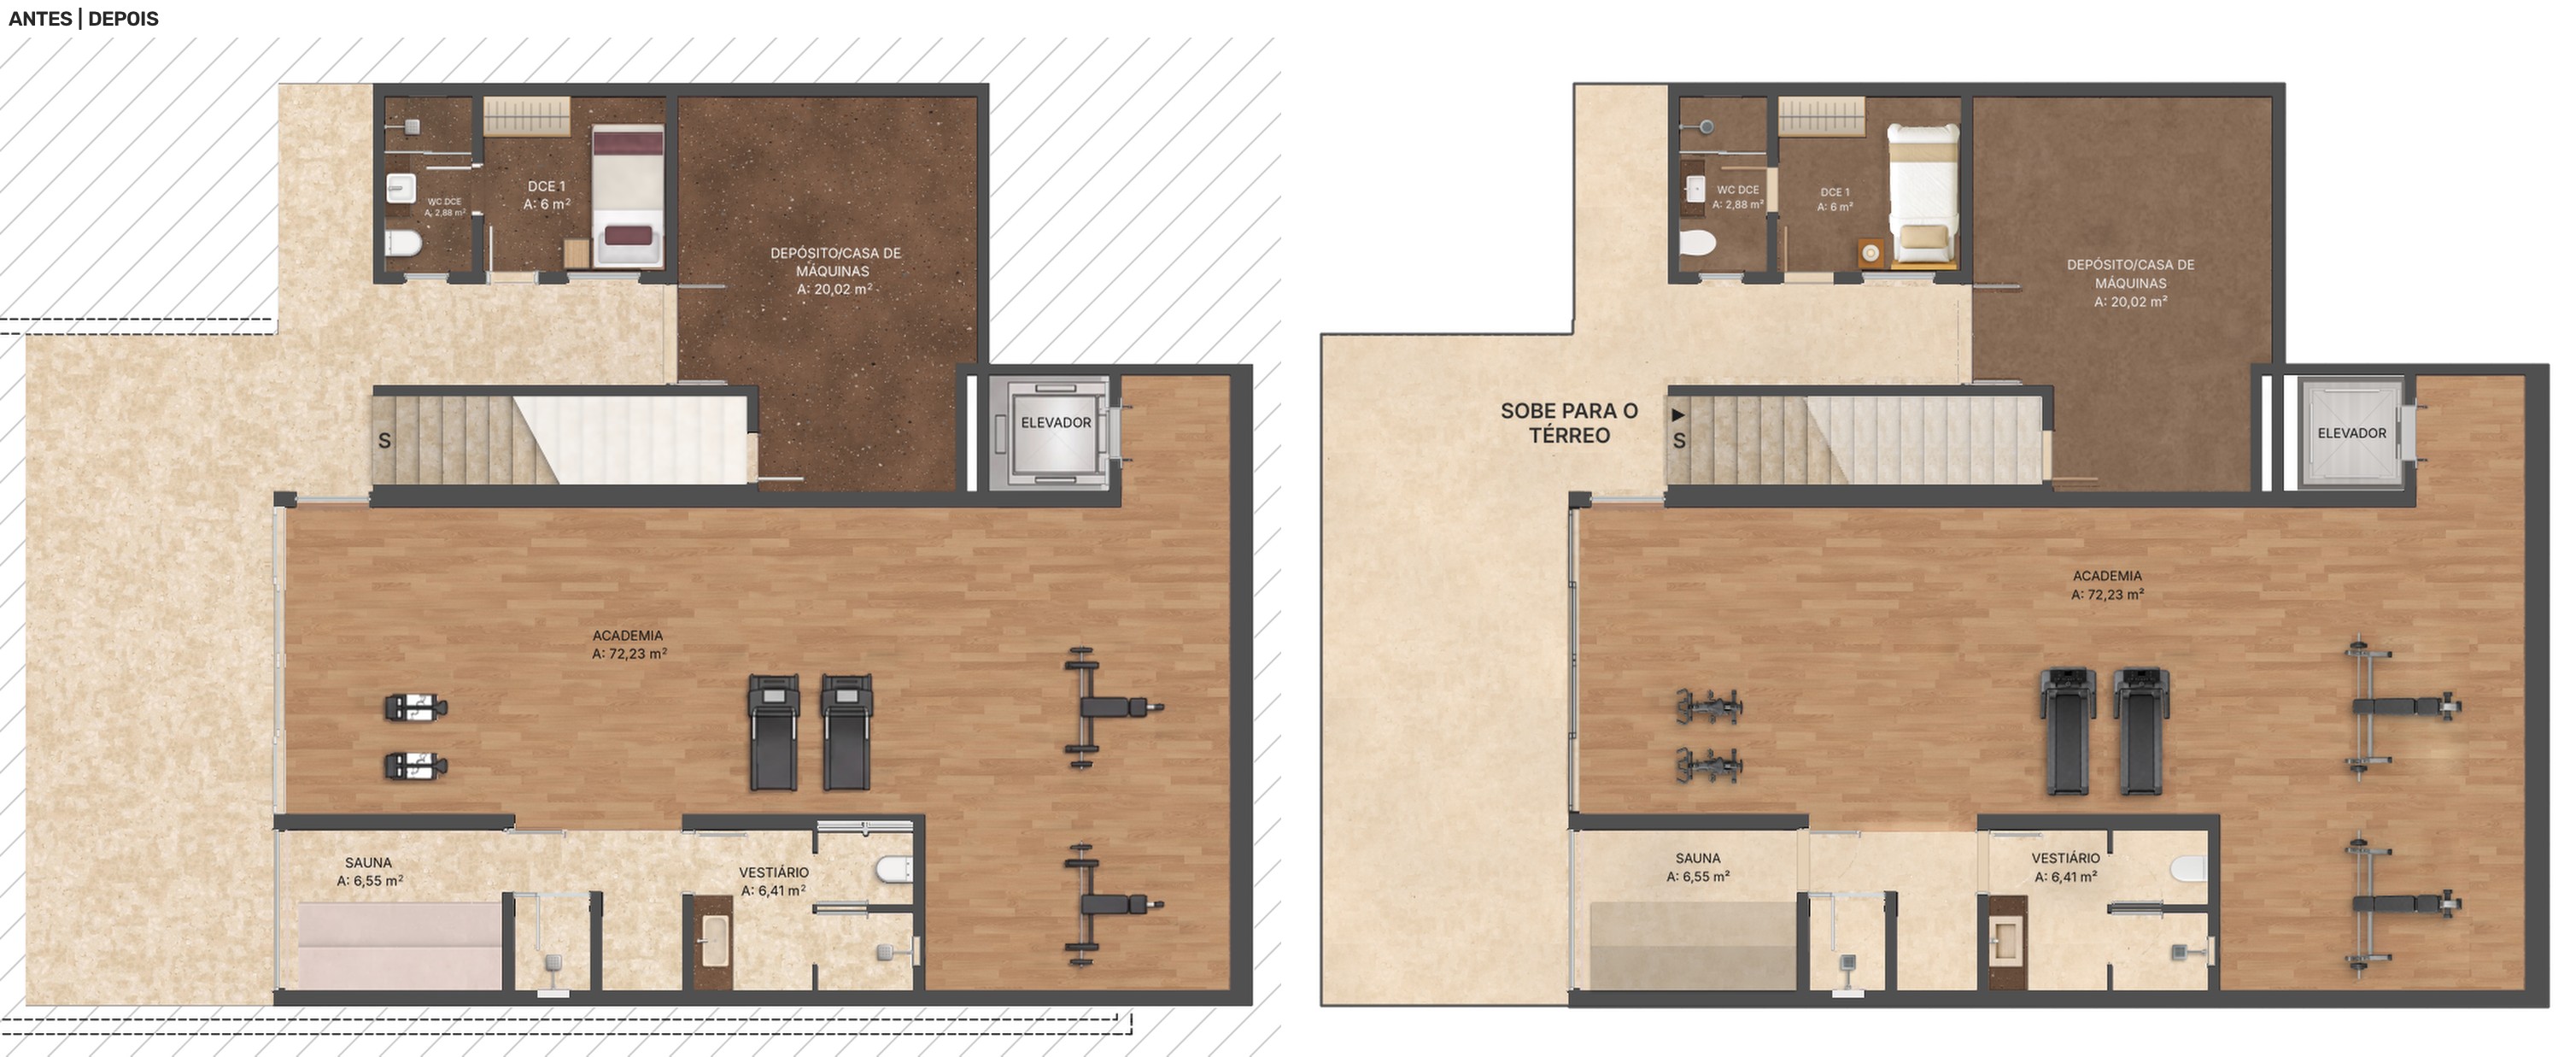 ANTES | DEPOIS
WC DCE
A, 2,88 m²
DCE 1
A: 6 m²
DEPÓSITO/CASA DE
MÁQUINAS
A: 20,02 m²
S
ELEVADOR
ACADEMIA
A: 72,23 m²
SAUNA
A: 6,55 m²
VESTIÁRIO
A: 6,41 m²
WC DCE
A: 2,88 m²
DCE 1
A: 6 m²
DEPÓSITO/CASA DE
MÁQUINAS
A: 20,02 m²
SOBE PARA O
TÉRREO
S
ELEVADOR
ACADEMIA
A: 72,23 m²
SAUNA
A: 6,55 m²
VESTIÁRIO
A: 6,41 m²